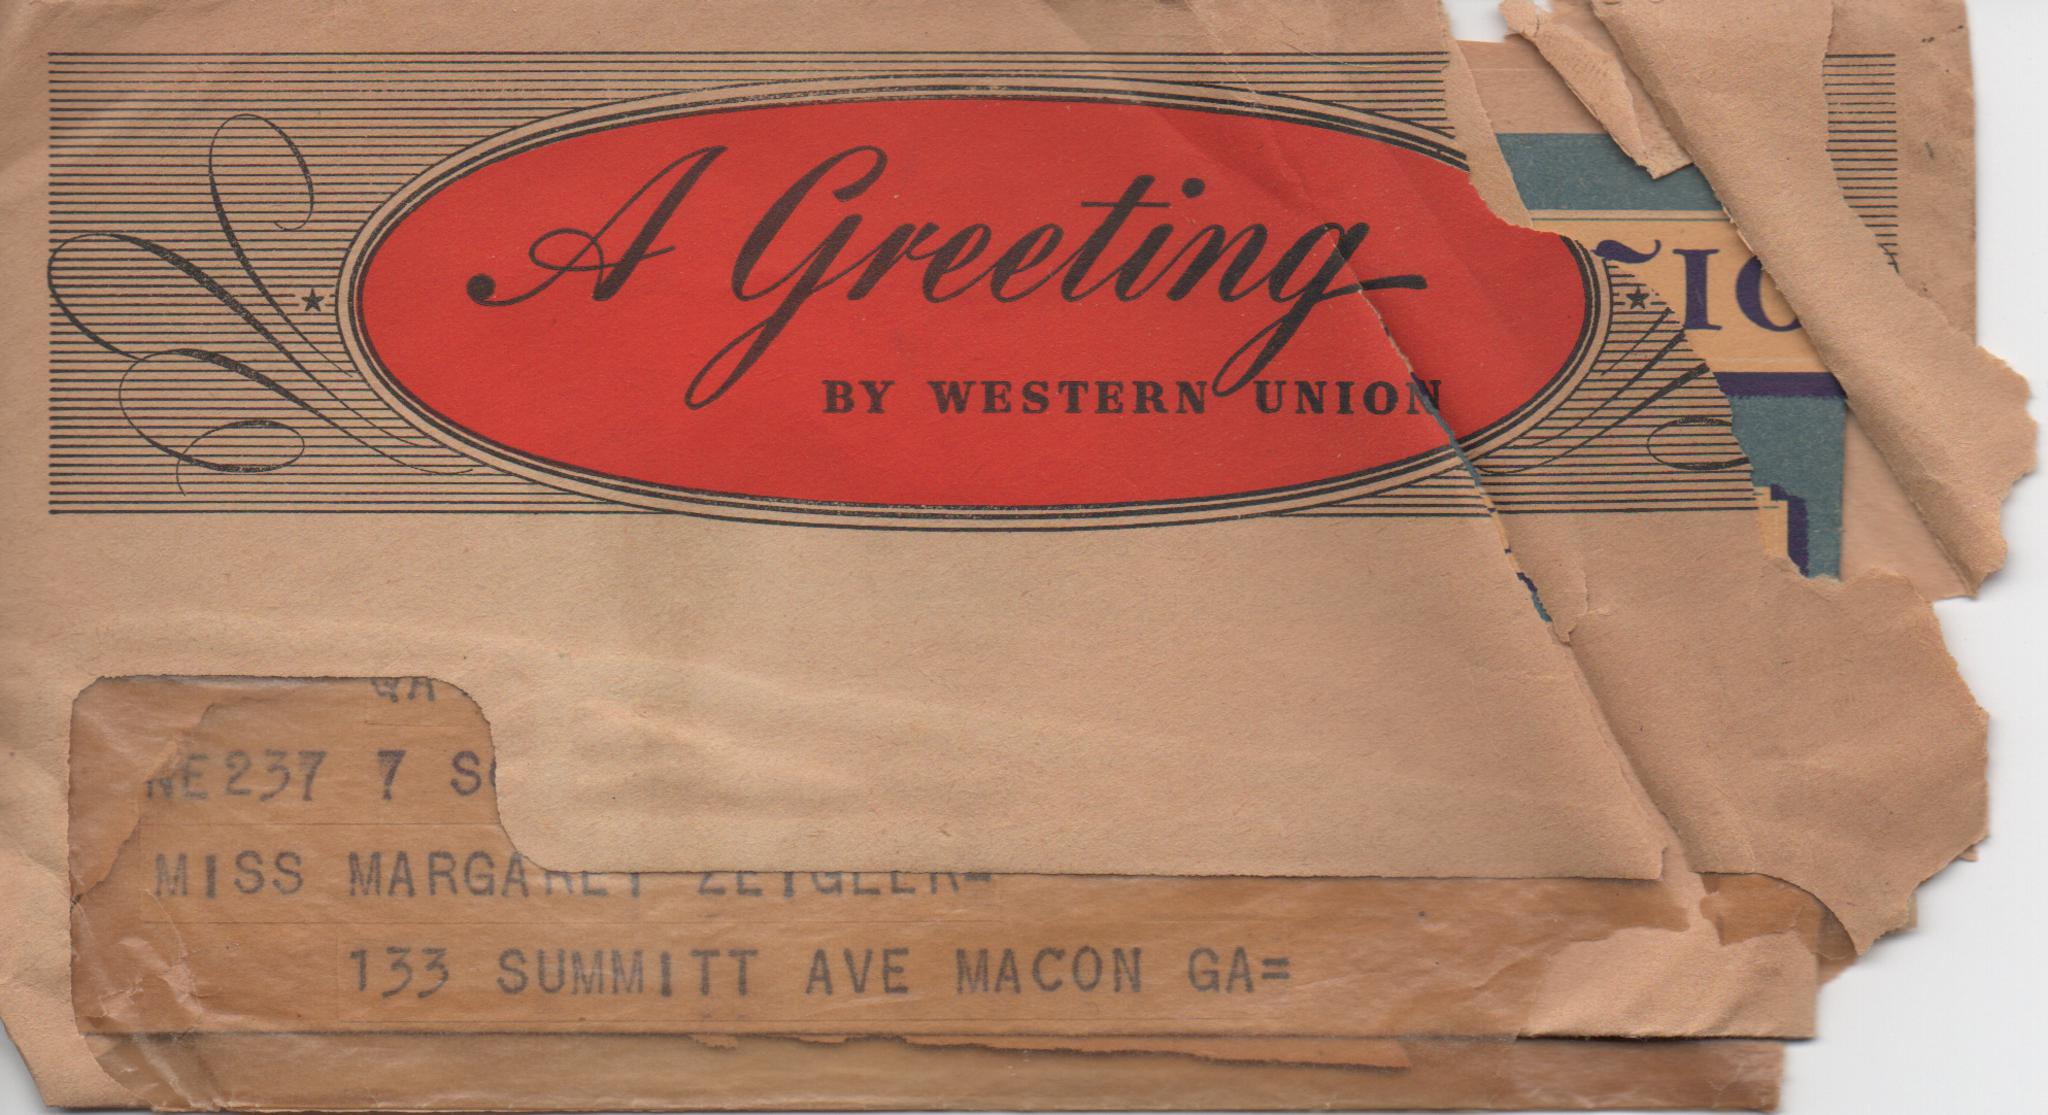 A Greeting
BY WESTERN UNION
NE237 7
MISS MARGARET ZEIGLER=
133 SUMMITT AVE MACON GA=